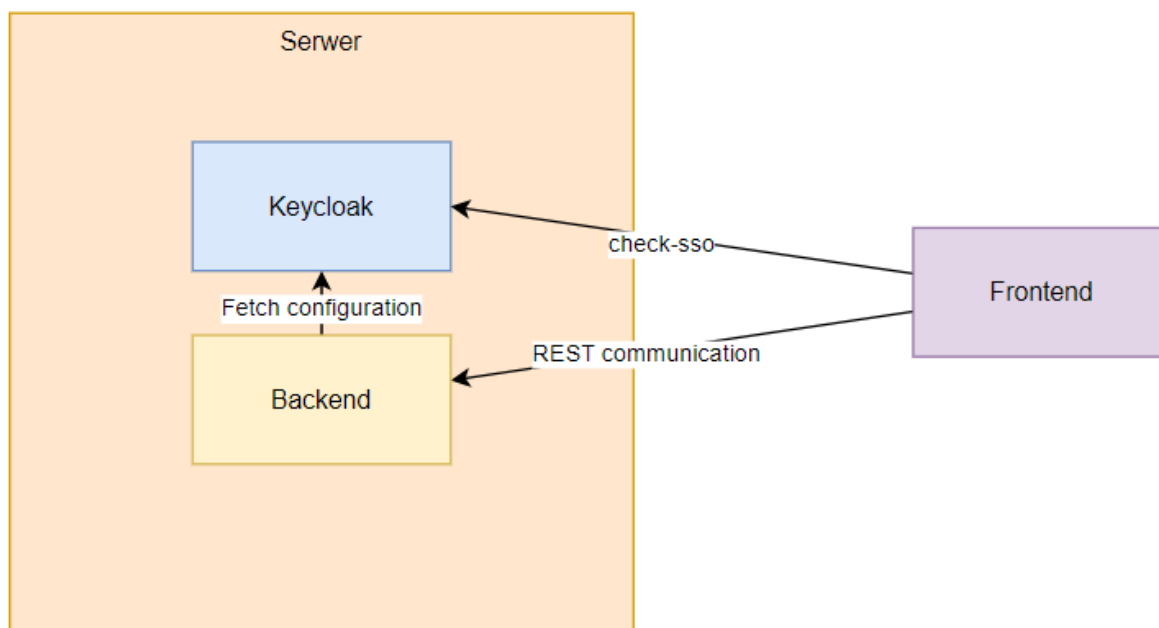 Serwer
Keycloak
check-sso
Frontend
Fetch configuration
REST communication
Backend